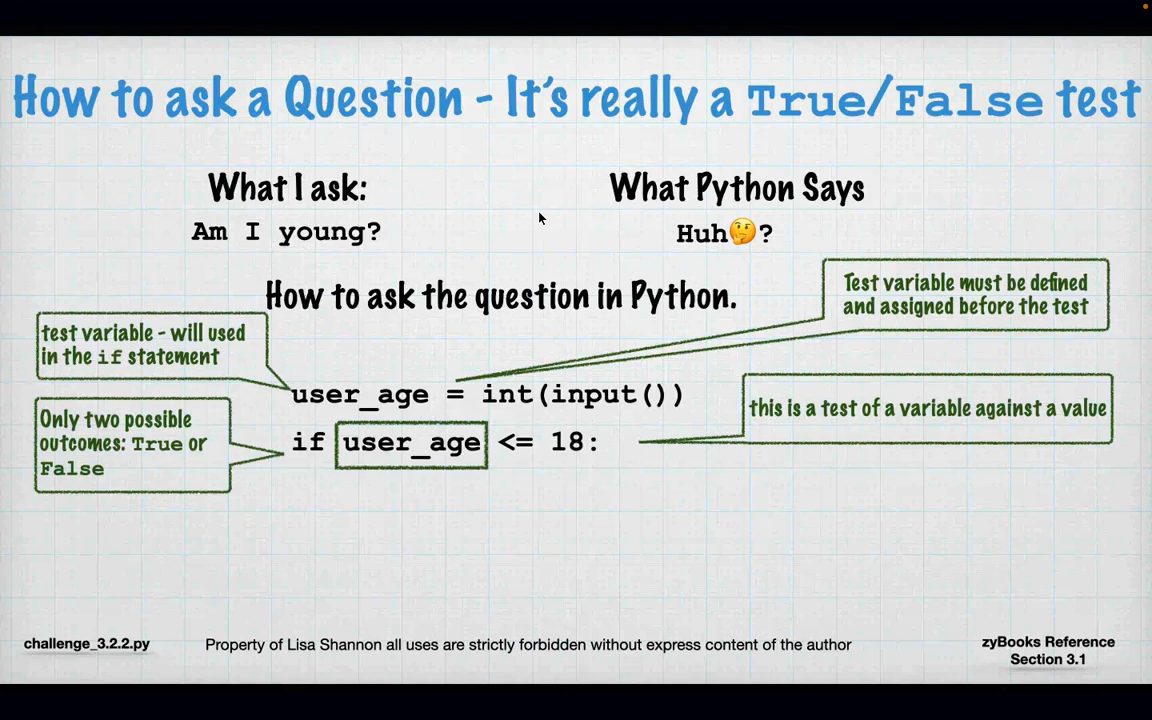 How to ask a Question - It's really a True/False test
What I ask:
Am I young?
What Python Says
Huh🤔?
How to ask the question in Python.
Test variable must be defined
and assigned before the test
test variable - will used
in the if statement
user_age = int(input())
this is a test of a variable against a value
Only two possible
outcomes: True or
False
if user_age <= 18:
challenge_3.2.2.py
Property of Lisa Shannon all uses are strictly forbidden without express content of the author
zyBooks Reference
Section 3.1